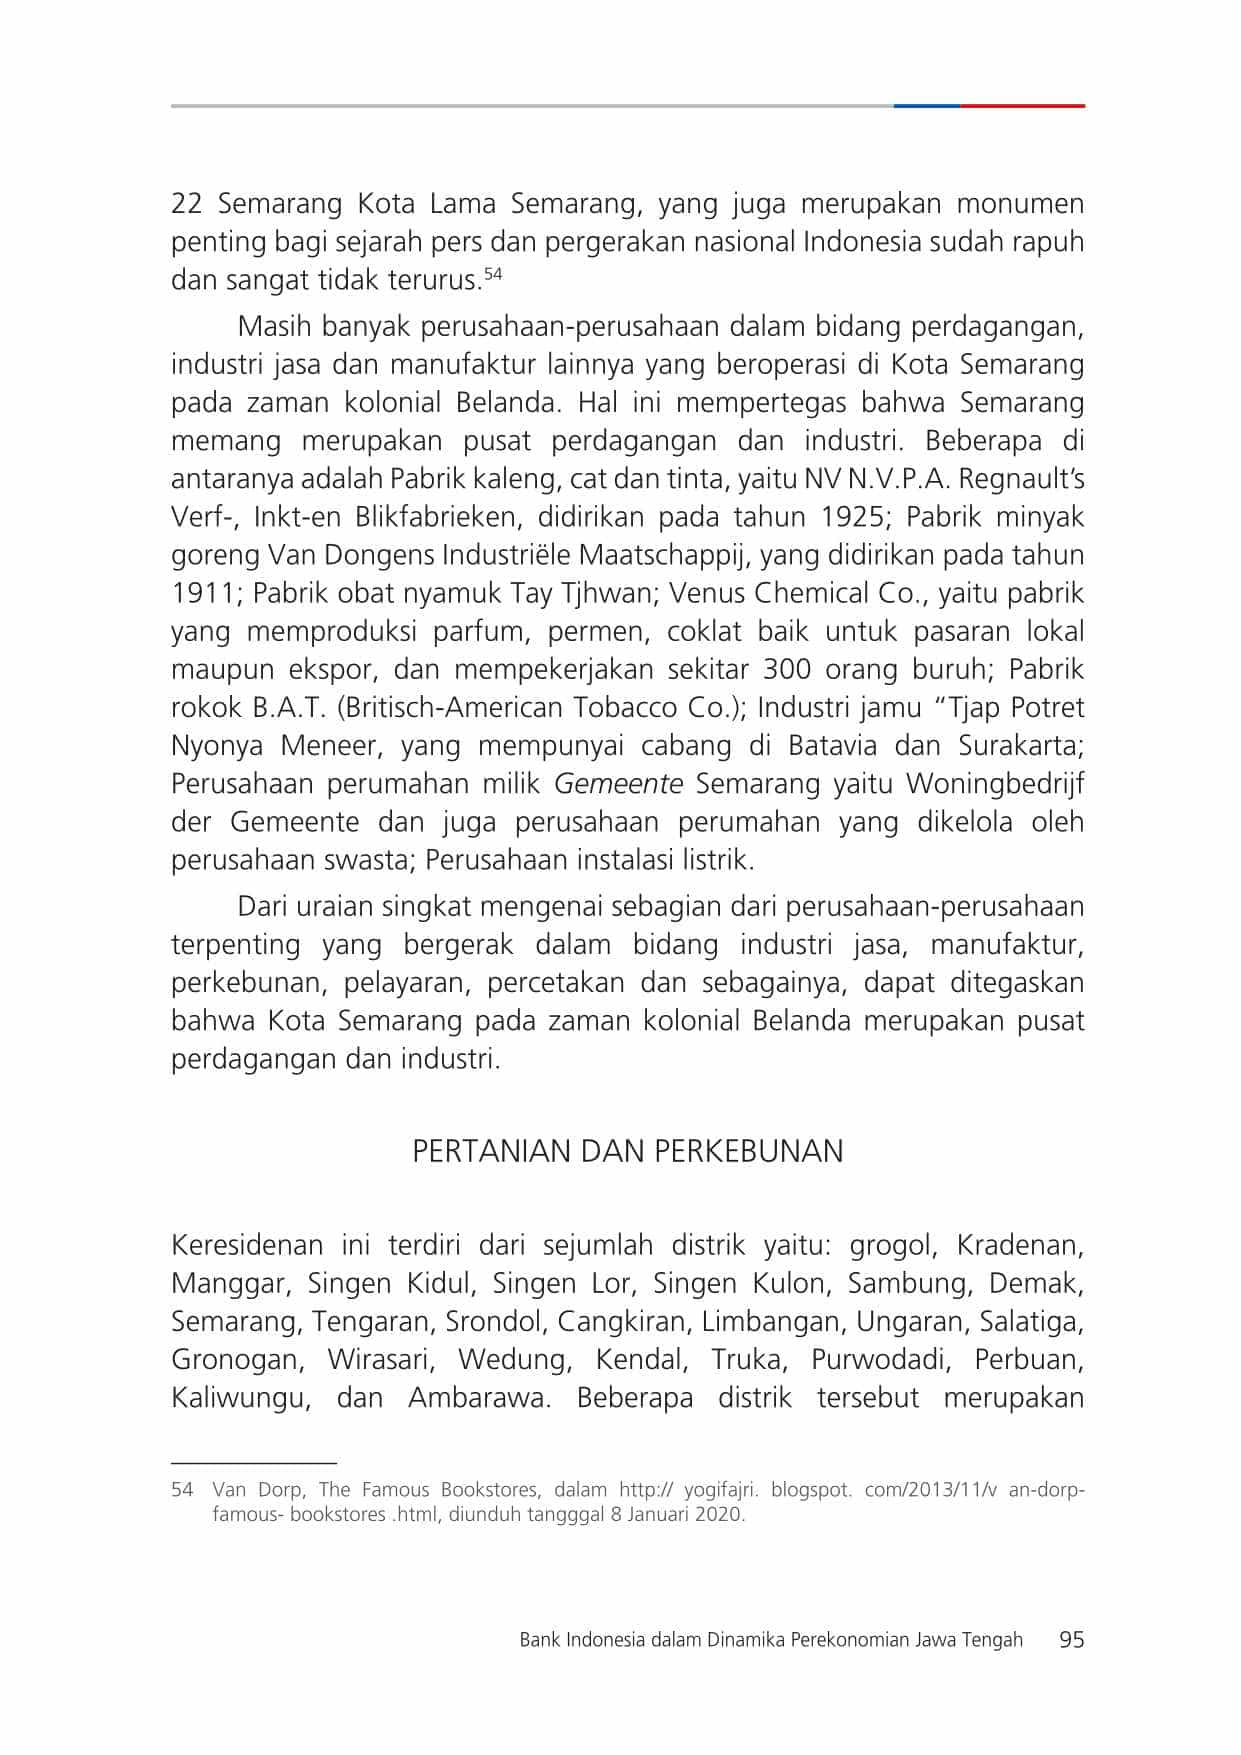 22 Semarang Kota Lama Semarang, yang juga merupakan monumen
penting bagi sejarah pers dan pergerakan nasional Indonesia sudah rapuh
dan sangat tidak terurus.54
Masih banyak perusahaan-perusahaan dalam bidang perdagangan,
industri jasa dan manufaktur lainnya yang beroperasi di Kota Semarang
pada zaman kolonial Belanda. Hal ini mempertegas bahwa Semarang
memang merupakan pusat perdagangan dan industri. Beberapa di
antaranya adalah Pabrik kaleng, cat dan tinta, yaitu NV N.V.P.A. Regnault’s
Verf-, Inkt-en Blikfabrieken, didirikan pada tahun 1925; Pabrik minyak
goreng Van Dongens Industriële Maatschappij, yang didirikan pada tahun
1911; Pabrik obat nyamuk Tay Tjhwan; Venus Chemical Co., yaitu pabrik
yang memproduksi parfum, permen, coklat baik untuk pasaran lokal
maupun ekspor, dan mempekerjakan sekitar 300 orang buruh; Pabrik
rokok B.A.T. (Britisch-American Tobacco Co.); Industri jamu “Tjap Potret
Nyonya Meneer, yang mempunyai cabang di Batavia dan Surakarta;
Perusahaan perumahan milik Gemeente Semarang yaitu Woningbedrijf
der Gemeente dan juga perusahaan perumahan yang dikelola oleh
perusahaan swasta; Perusahaan instalasi listrik.
Dari uraian singkat mengenai sebagian dari perusahaan-perusahaan
terpenting yang bergerak dalam bidang industri jasa, manufaktur,
perkebunan, pelayaran, percetakan dan sebagainya, dapat ditegaskan
bahwa Kota Semarang pada zaman kolonial Belanda merupakan pusat
perdagangan dan industri.
PERTANIAN DAN PERKEBUNAN
Keresidenan ini terdiri dari sejumlah distrik yaitu: grogol, Kradenan,
Manggar, Singen Kidul, Singen Lor, Singen Kulon, Sambung, Demak,
Semarang, Tengaran, Srondol, Cangkiran, Limbangan, Ungaran, Salatiga,
Gronogan, Wirasari, Wedung, Kendal, Truka, Purwodadi, Perbuan,
Kaliwungu, dan Ambarawa. Beberapa distrik tersebut merupakan
54 Van Dorp, The Famous Bookstores, dalam http:// yogifajri. blogspot. com/2013/11/v an-dorp-
famous- bookstores .html, diunduh tangggal 8 Januari 2020.
Bank Indonesia dalam Dinamika Perekonomian Jawa Tengah 95